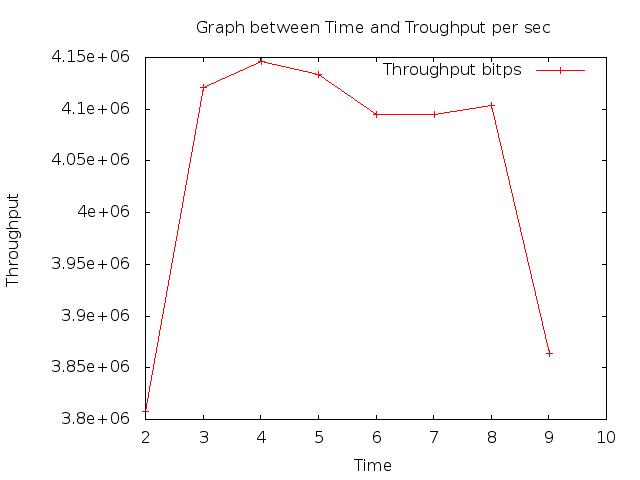 Graph between Time and Troughput per sec
4.15e+06
Throughput bitps
4.1e+06
4.05e+06
4e+06
3.95e+06
3.9e+06
3.85e+06
3.8e+06
Throughput
2 3 4 5 6 7 8 9 10
Time